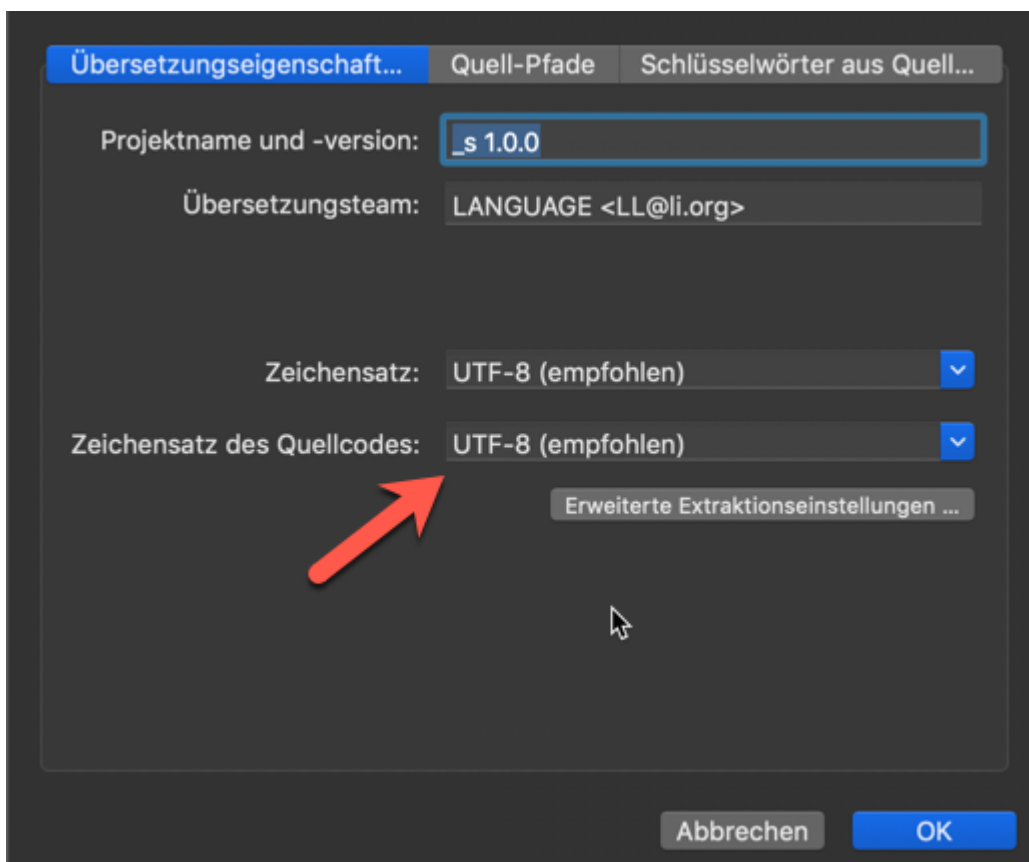 Übersetzungseigenschaft... Quell-Pfade Schlüsselwörter aus Quell...
Projektname und -version: _s 1.0.0
Übersetzungsteam: LANGUAGE <LL@li.org>
Zeichensatz: UTF-8 (empfohlen)
Zeichensatz des Quellcodes: UTF-8 (empfohlen)
Erweiterte Extraktionseinstellungen ...
Abbrechen OK